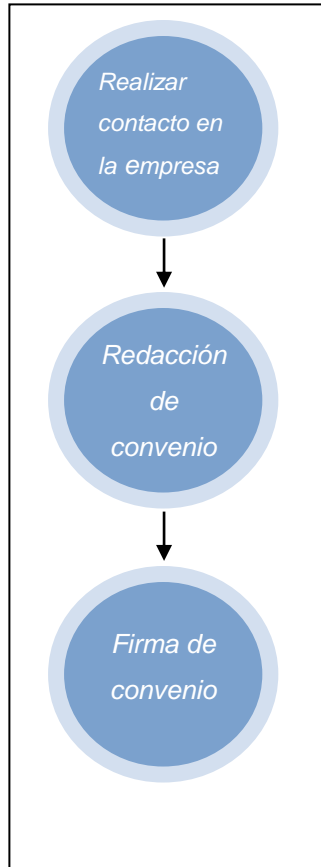 Realizar
contacto en
la empresa
Redacción
de
convenio
Firma de
convenio